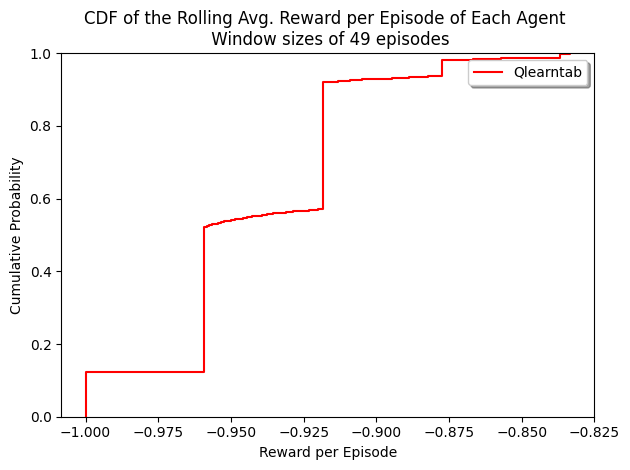 CDF of the Rolling Avg. Reward per Episode of Each Agent
Window sizes of 49 episodes
Qlearntab
Cumulative Probability
1.0
0.8
0.6
0.4
0.2
0.0
−1.000 −0.975 −0.950 −0.925 −0.900 −0.875 −0.850 −0.825
Reward per Episode